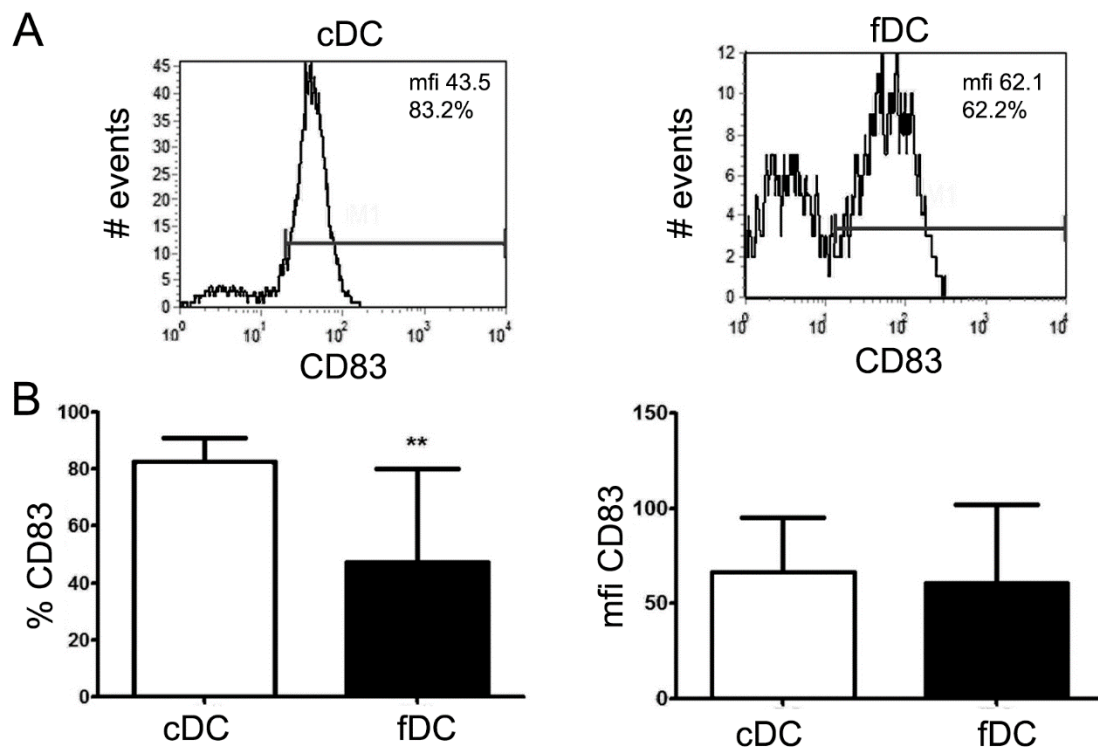 A
cDC
fDC
mfi 43.5
83.2%
mfi 62.1
62.2%
# events
45
40
35
30
25
20
15
10
5
0
M1
10^0
10^1
10^2
10^3
10^4
CD83
# events
12
10
8
6
4
2
0
M1
10^0
10^1
10^2
10^3
10^4
CD83
B
% CD83
100
80
60
40
20
0
**
cDC
fDC
mfi CD83
150
100
50
0
cDC
fDC